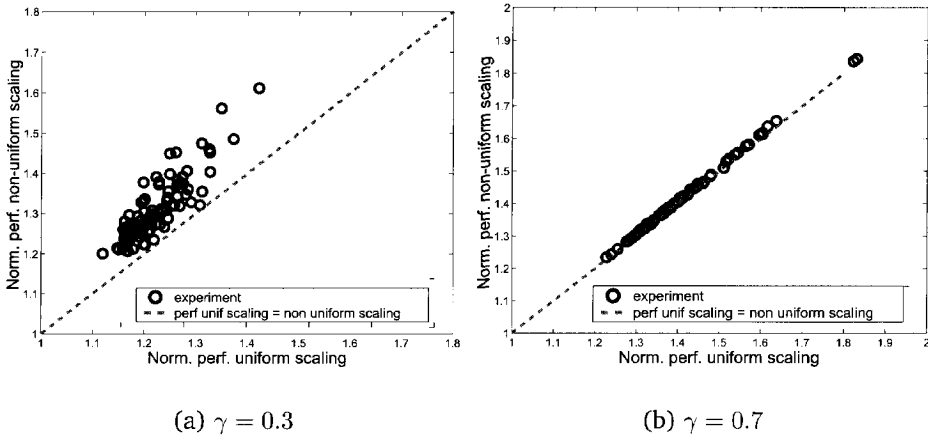 Norm. perf. non-uniform scaling
1.8
1.7
1.6
1.5
1.4
1.3
1.2
1.1
1
experiment
perf unif scaling = non uniform scaling
1 1.1 1.2 1.3 1.4 1.5 1.6 1.7 1.8
Norm. perf. uniform scaling
(a) γ = 0.3
Norm. perf. non-uniform scaling
2
1.9
1.8
1.7
1.6
1.5
1.4
1.3
1.2
1.1
1
experiment
perf unif scaling = non uniform scaling
1 1.1 1.2 1.3 1.4 1.5 1.6 1.7 1.8 1.9 2
Norm. perf. uniform scaling
(b) γ = 0.7